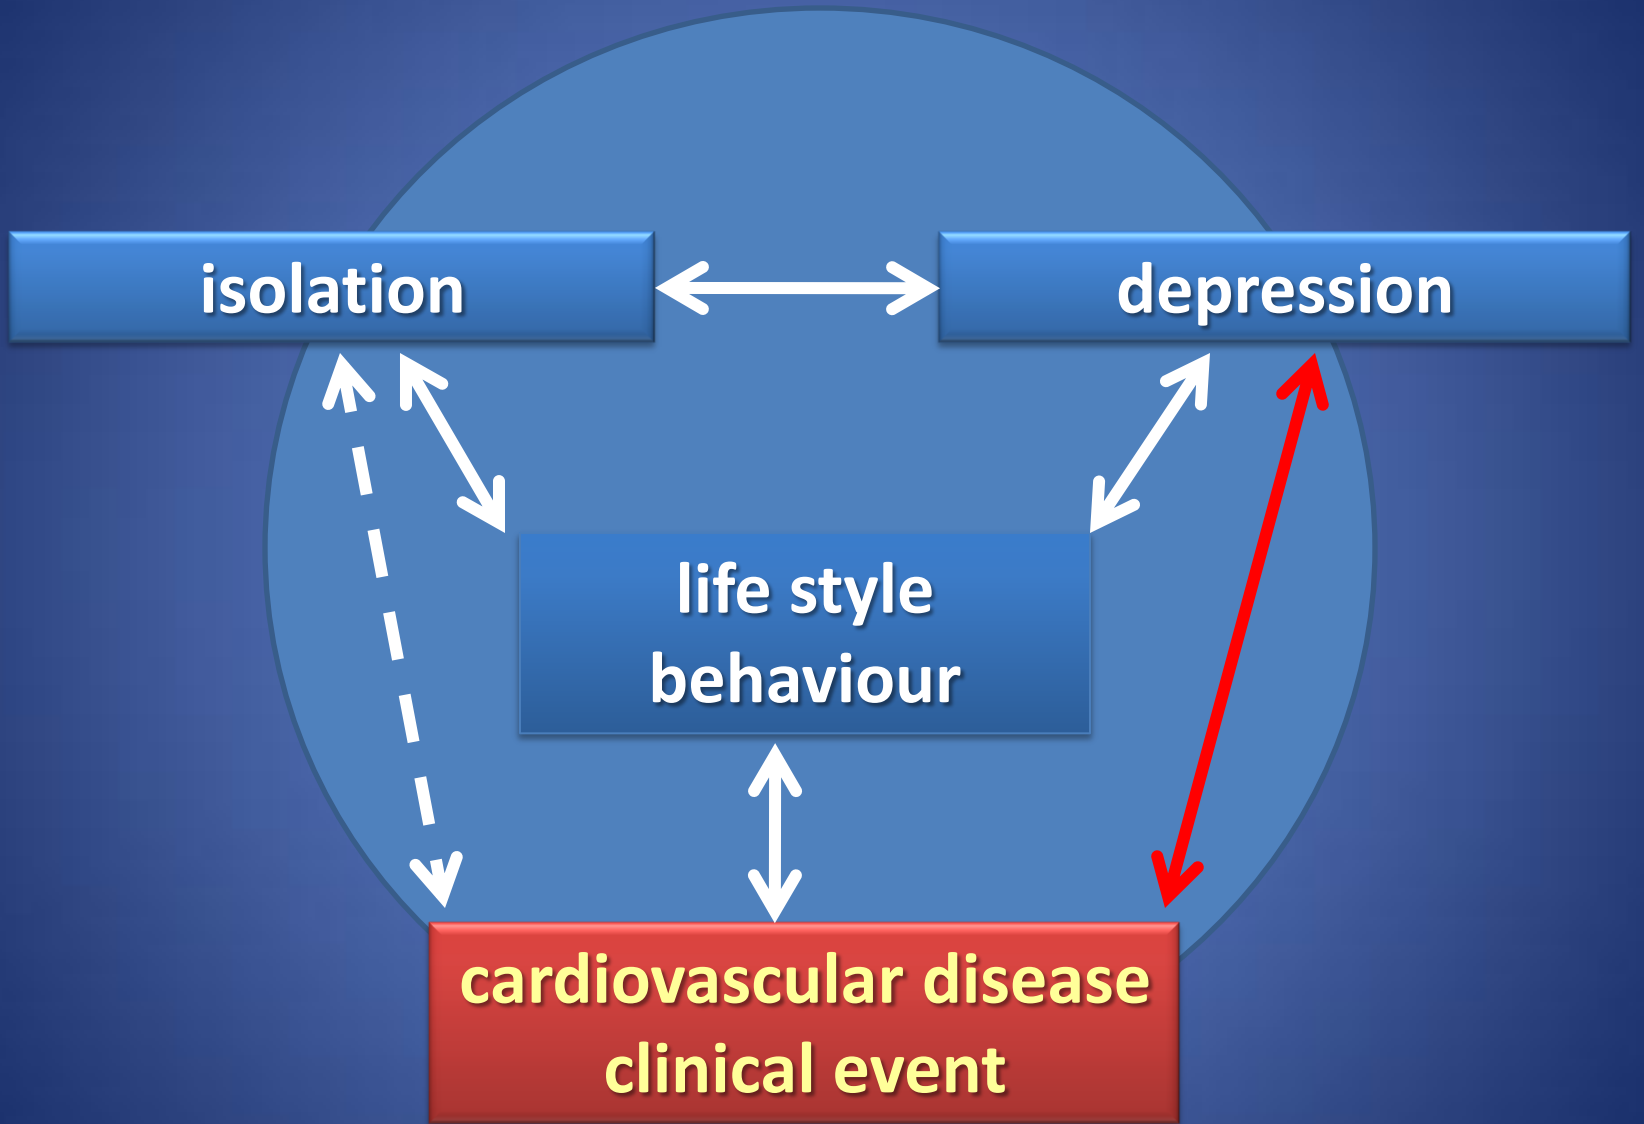 isolation
depression
life style
behaviour
cardiovascular disease
clinical event